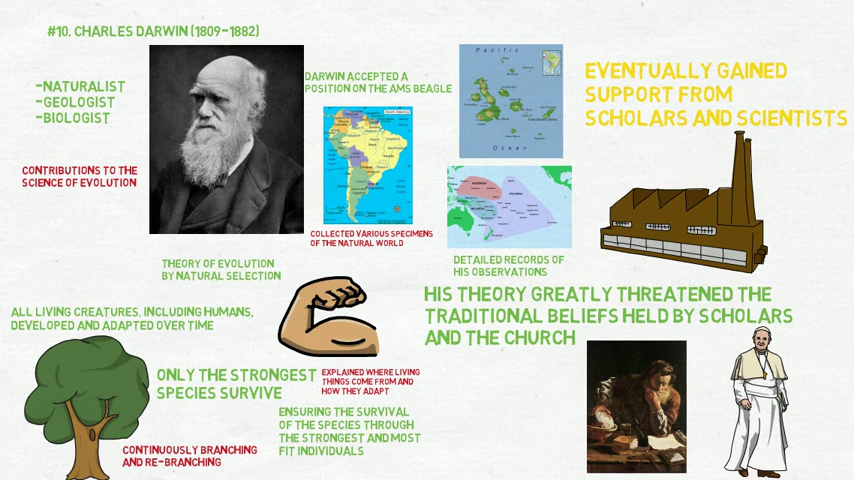 #10. CHARLES DARWIN (1809-1882)
-NATURALIST
-GEOLOGIST
-BIOLOGIST
CONTRIBUTIONS TO THE
SCIENCE OF EVOLUTION
DARWIN ACCEPTED A
POSITION ON THE AMS BEAGLE
COLLECTED VARIOUS SPECIMENS
OF THE NATURAL WORLD
Pacific
Ocean
DETAILED RECORDS OF
HIS OBSERVATIONS
EVENTUALLY GAINED
SUPPORT FROM
SCHOLARS AND SCIENTISTS
THEORY OF EVOLUTION
BY NATURAL SELECTION
ALL LIVING CREATURES, INCLUDING HUMANS,
DEVELOPED AND ADAPTED OVER TIME
HIS THEORY GREATLY THREATENED THE
TRADITIONAL BELIEFS HELD BY SCHOLARS
AND THE CHURCH
ONLY THE STRONGEST
SPECIES SURVIVE
EXPLAINED WHERE LIVING
THINGS COME FROM AND
HOW THEY ADAPT
ENSURING THE SURVIVAL
OF THE SPECIES THROUGH
THE STRONGEST AND MOST
FIT INDIVIDUALS
CONTINUOUSLY BRANCHING
AND RE-BRANCHING